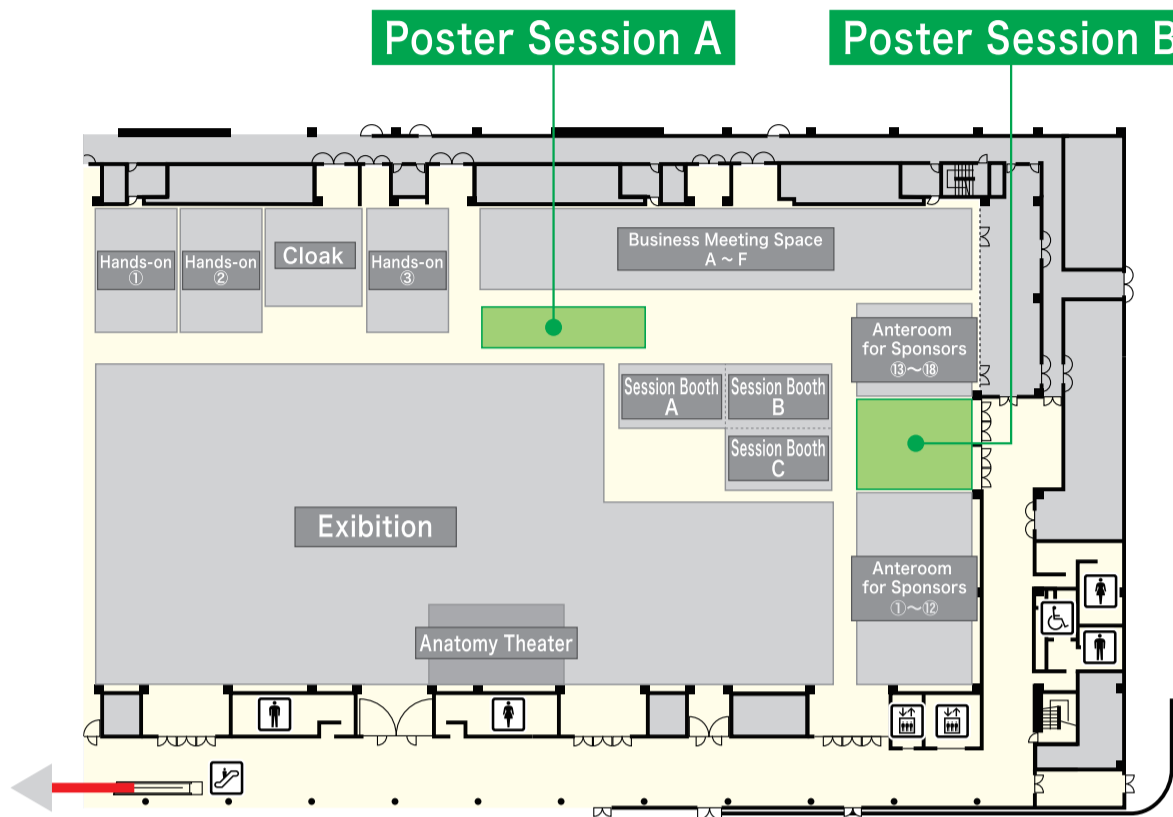 Poster Session A
Poster Session B
Hands-on
①
Hands-on
②
Cloak
Hands-on
③
Business Meeting Space
A ~ F
Anteroom
for Sponsors
⑬~⑱
Session Booth
A
Session Booth
B
Session Booth
C
Exibition
Anteroom
for Sponsors
①~⑫
Anatomy Theater